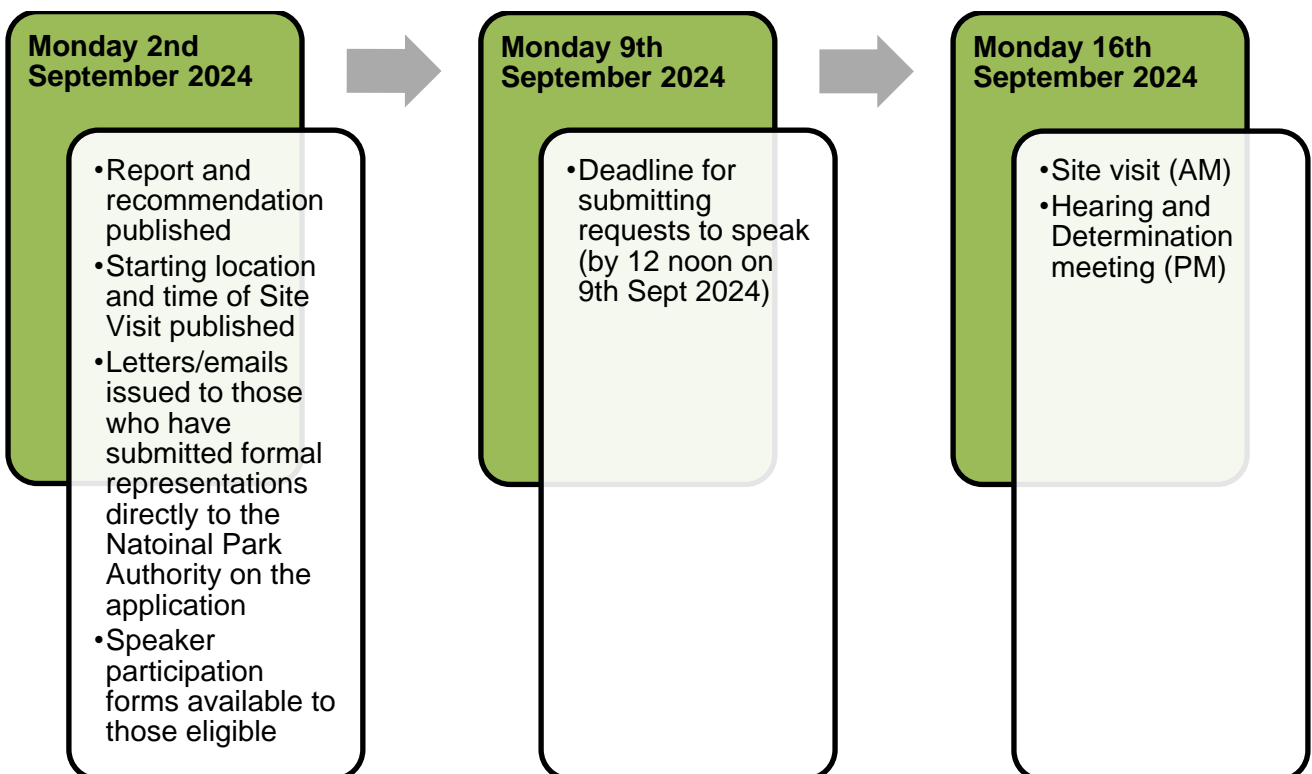 Monday 2nd
September 2024
•Report and
recommendation
published
•Starting location
and time of Site
Visit published
•Letters/emails
issued to those
who have
submitted formal
representations
directly to the
Natoinal Park
Authority on the
application
•Speaker
participation
forms available to
those eligible
Monday 9th
September 2024
•Deadline for
submitting
requests to speak
(by 12 noon on
9th Sept 2024)
Monday 16th
September 2024
•Site visit (AM)
•Hearing and
Determination
meeting (PM)